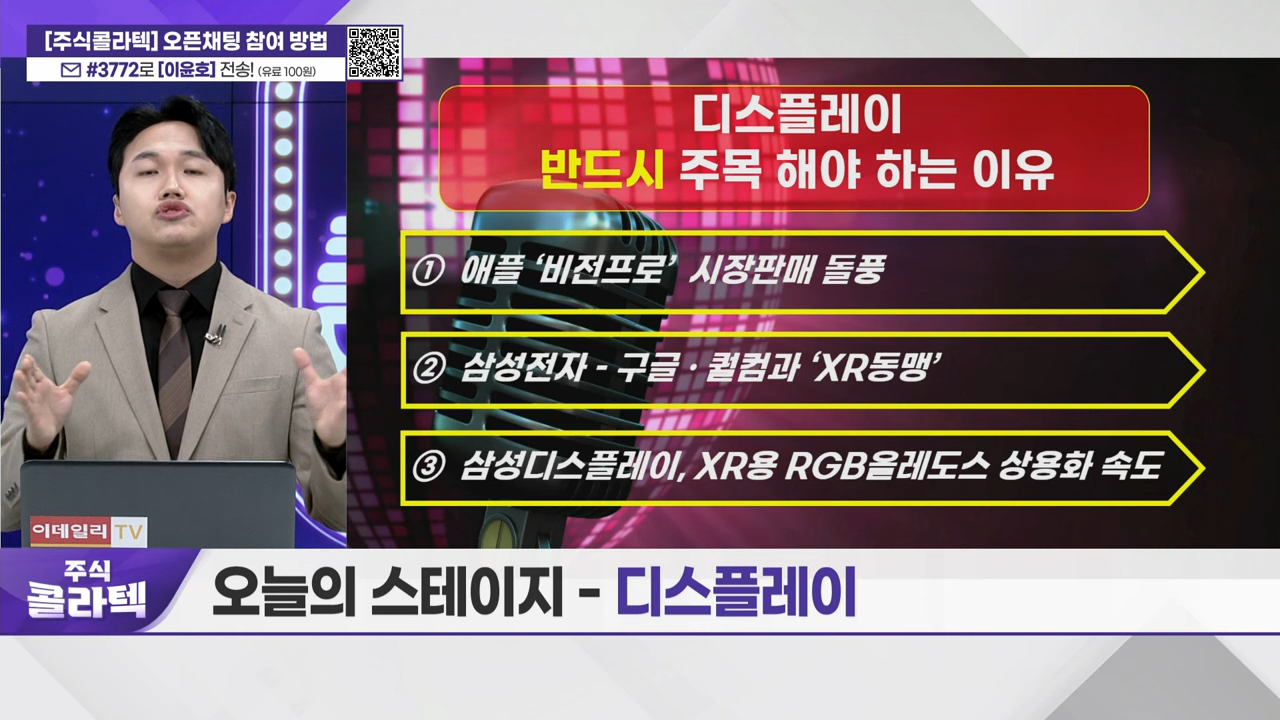 [주식콜라텍] 오픈채팅 참여 방법
#3772로 [이윤호] 전송! (유료 100원)
디스플레이
반드시 주목 해야 하는 이유
① 애플 ‘비전프로’ 시장판매 돌풍
② 삼성전자 - 구글 · 퀄컴과 ‘XR동맹’
③ 삼성디스플레이, XR용 RGB올레도스 상용화 속도
이데일리 TV
주식
콜라텍
오늘의 스테이지 - 디스플레이